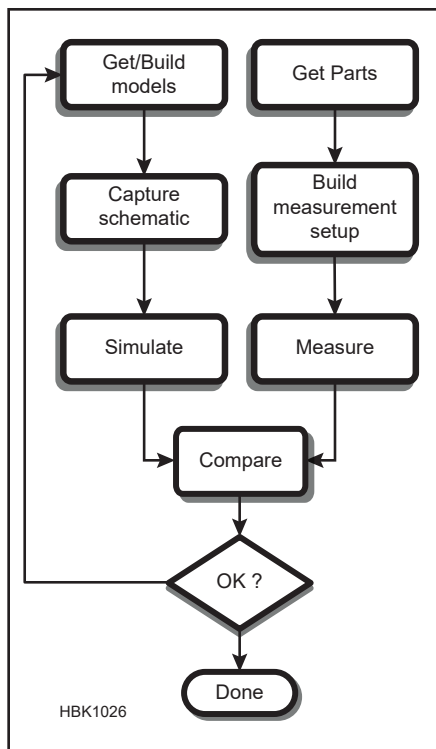 Get/Build
models
Get Parts
Capture
schematic
Build
measurement
setup
Simulate
Measure
Compare
OK ?
Done
HBK1026